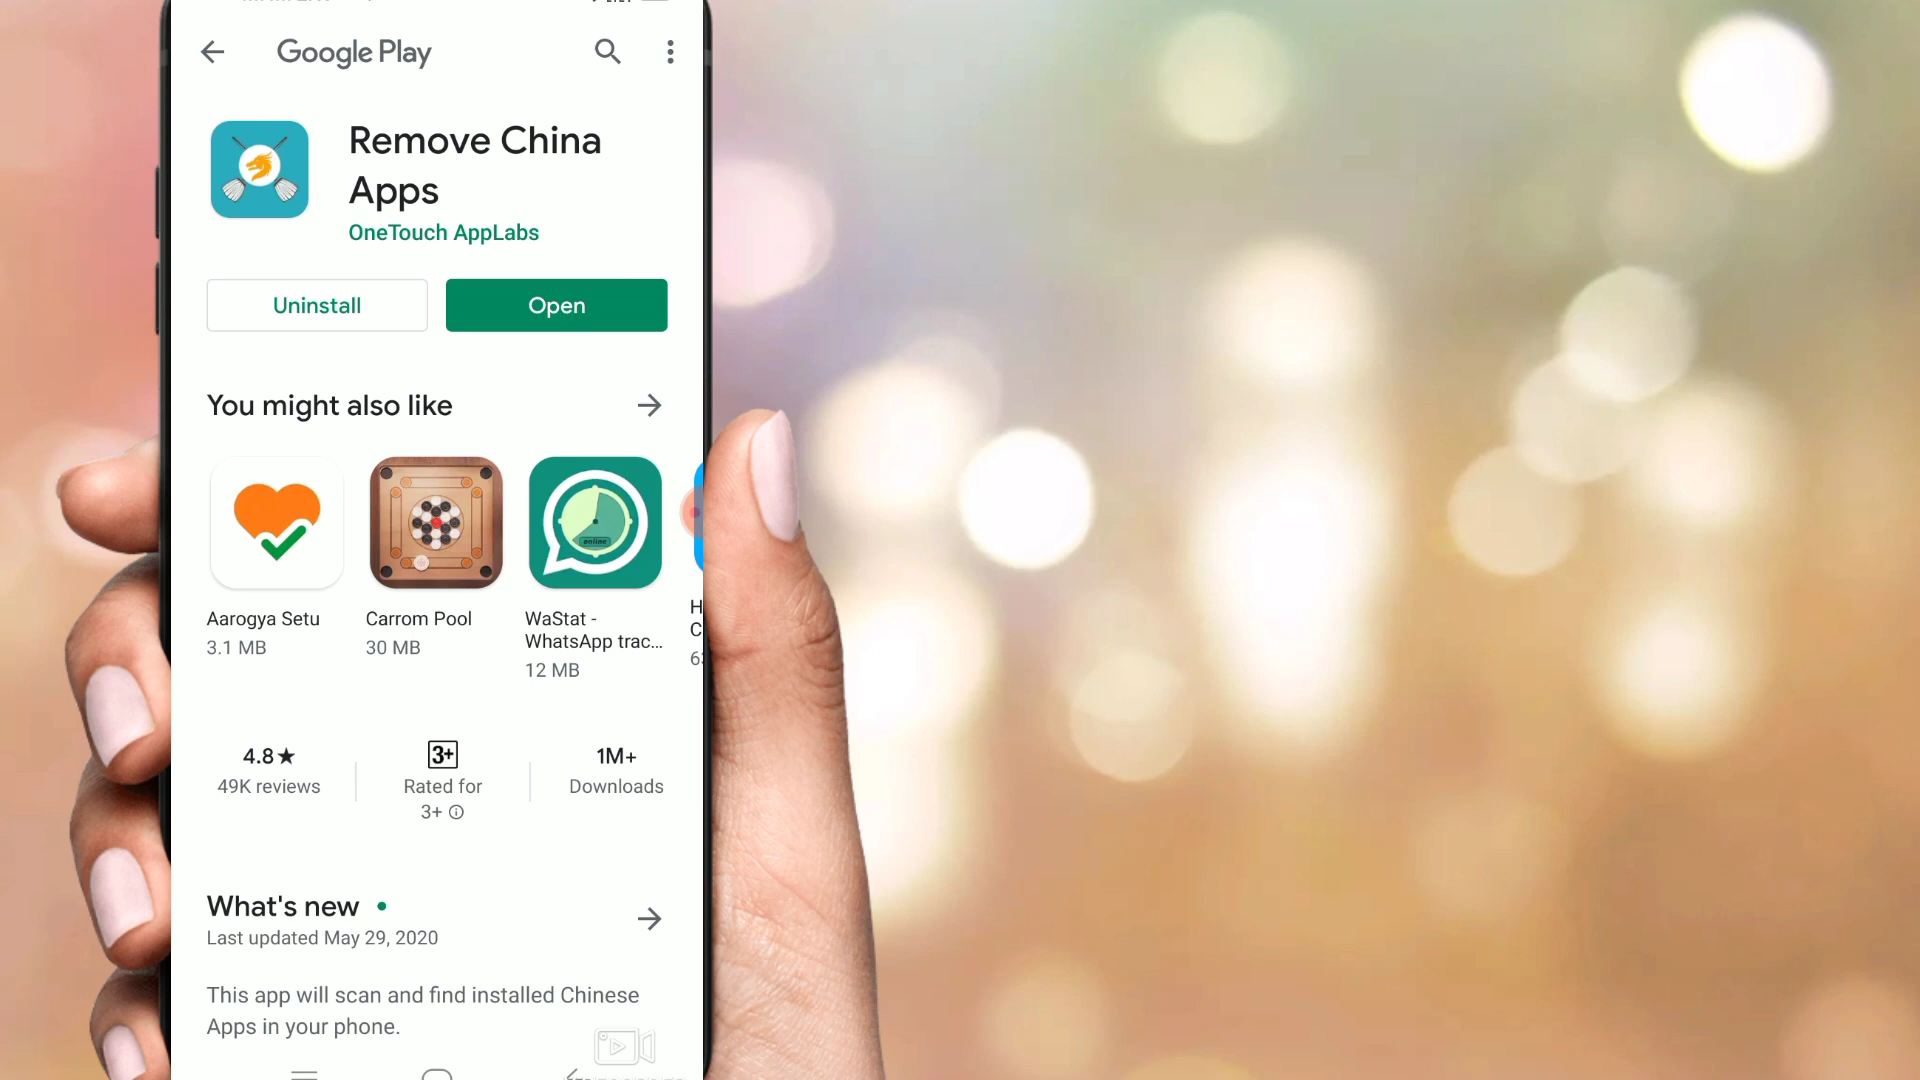 Google Play
Remove China
Apps
OneTouch AppLabs
Uninstall
Open
You might also like
online
Aarogya Setu
3.1 MB
Carrom Pool
30 MB
WaStat -
WhatsApp trac...
12 MB
H
C
4.8★
49K reviews
3+
Rated for
3+
1M+
Downloads
What's new
Last updated May 29, 2020
This app will scan and find installed Chinese
Apps in your phone.